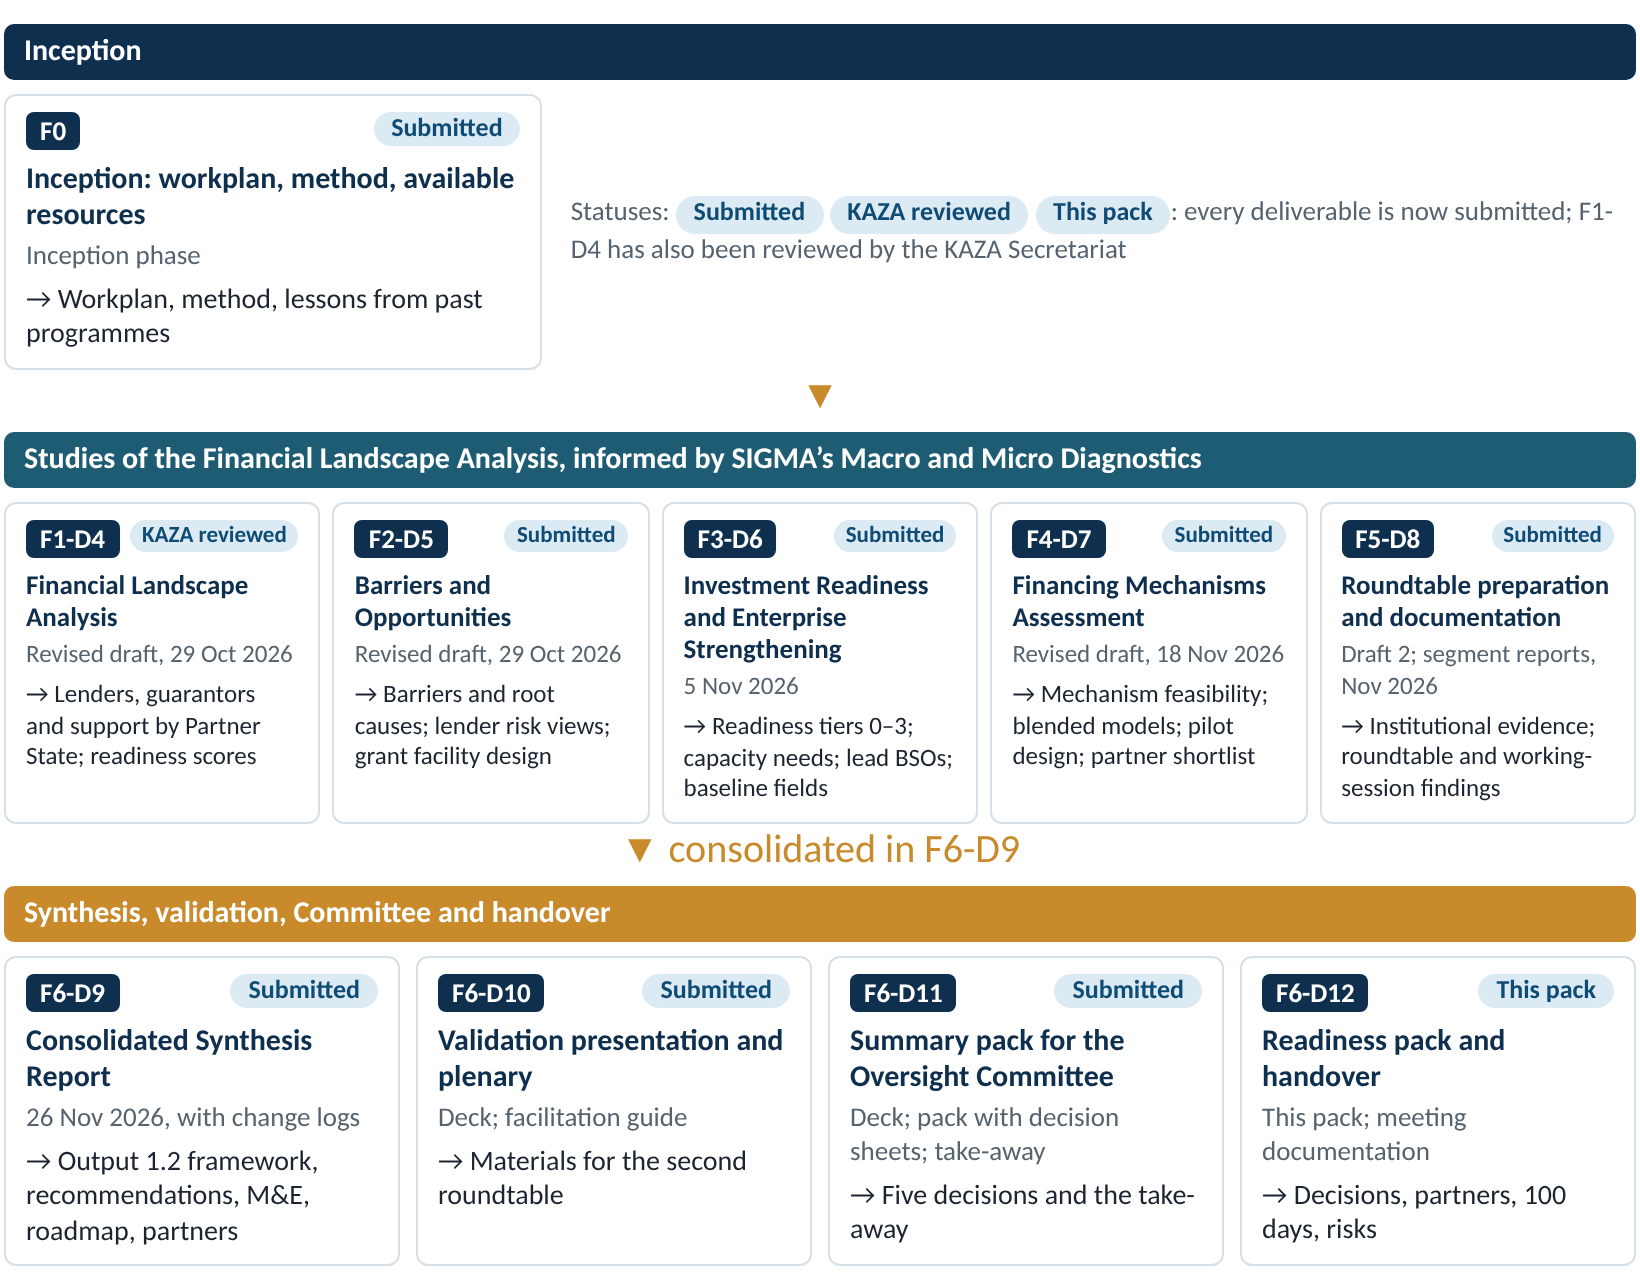 Inception
F0 Submitted
Inception: workplan, method, available
resources
Inception phase
→ Workplan, method, lessons from past
programmes
Statuses: Submitted KAZA reviewed This pack : every deliverable is now submitted; F1-
D4 has also been reviewed by the KAZA Secretariat
▼
Studies of the Financial Landscape Analysis, informed by SIGMA’s Macro and Micro Diagnostics
F1-D4 KAZA reviewed
Financial Landscape
Analysis
Revised draft, 29 Oct 2026
→ Lenders, guarantors
and support by Partner
State; readiness scores
F2-D5 Submitted
Barriers and
Opportunities
Revised draft, 29 Oct 2026
→ Barriers and root
causes; lender risk views;
grant facility design
F3-D6 Submitted
Investment Readiness
and Enterprise
Strengthening
5 Nov 2026
→ Readiness tiers 0–3;
capacity needs; lead BSOs;
baseline fields
F4-D7 Submitted
Financing Mechanisms
Assessment
Revised draft, 18 Nov 2026
→ Mechanism feasibility;
blended models; pilot
design; partner shortlist
F5-D8 Submitted
Roundtable preparation
and documentation
Draft 2; segment reports,
Nov 2026
→ Institutional evidence;
roundtable and working-
session findings
▼ consolidated in F6-D9
Synthesis, validation, Committee and handover
F6-D9 Submitted
Consolidated Synthesis
Report
26 Nov 2026, with change logs
→ Output 1.2 framework,
recommendations, M&E,
roadmap, partners
F6-D10 Submitted
Validation presentation and
plenary
Deck; facilitation guide
→ Materials for the second
roundtable
F6-D11 Submitted
Summary pack for the
Oversight Committee
Deck; pack with decision
sheets; take-away
→ Five decisions and the take-
away
F6-D12 This pack
Readiness pack and
handover
This pack; meeting
documentation
→ Decisions, partners, 100
days, risks